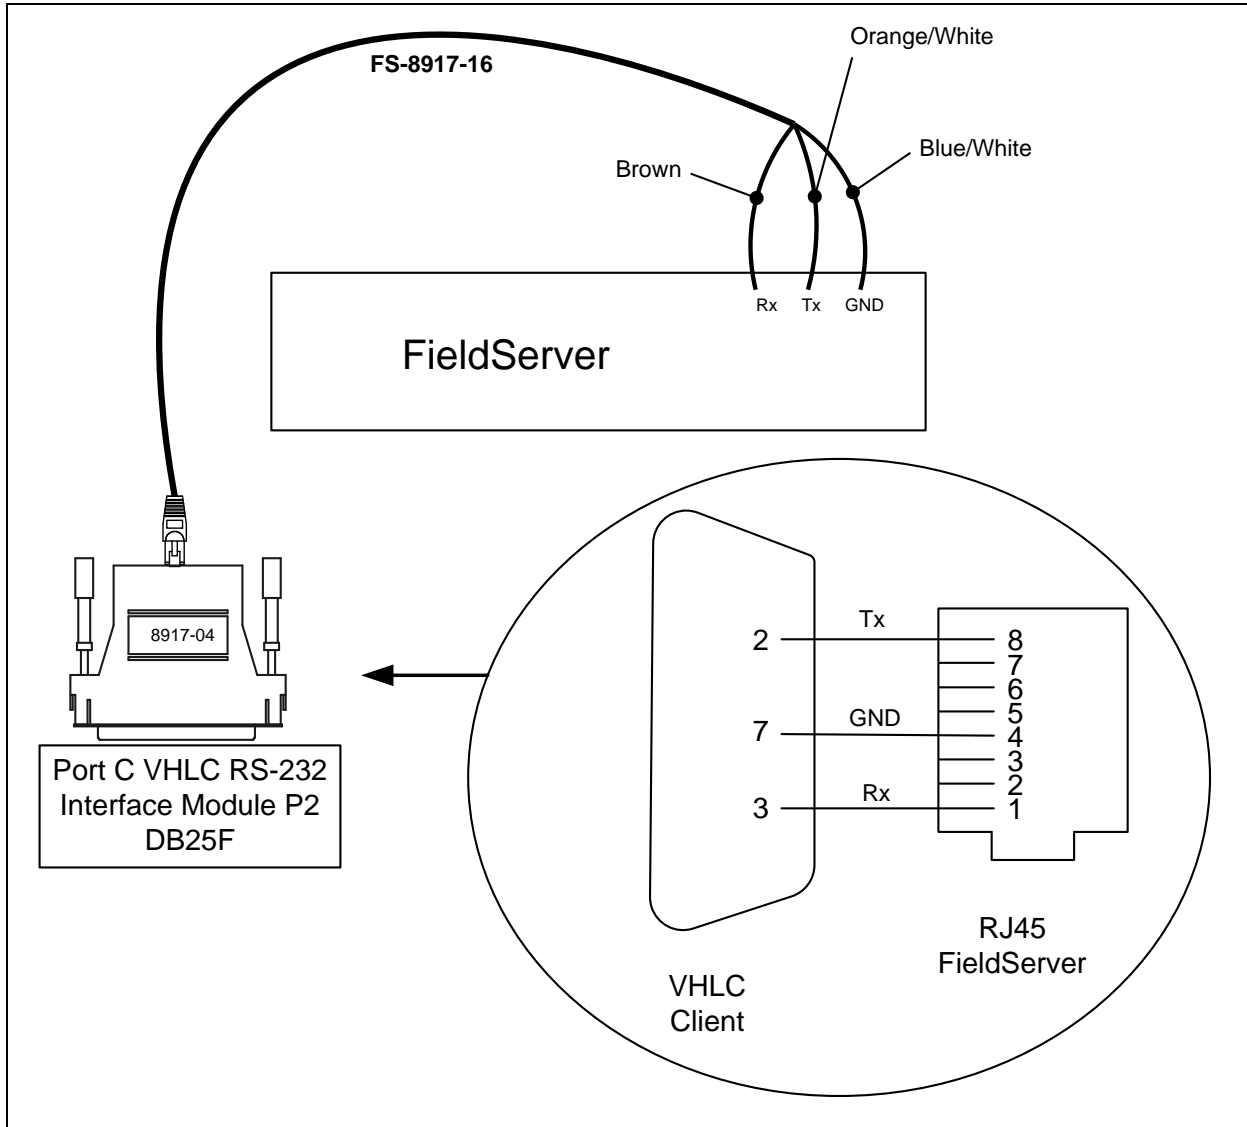 Orange/White
FS-8917-16
Blue/White
Brown
Rx Tx GND
FieldServer
8917-04
Port C VHLC RS-232
Interface Module P2
DB25F
2 Tx 8
7
6
5
7 GND 4
3
2
3 Rx 1
RJ45
FieldServer
VHLC
Client